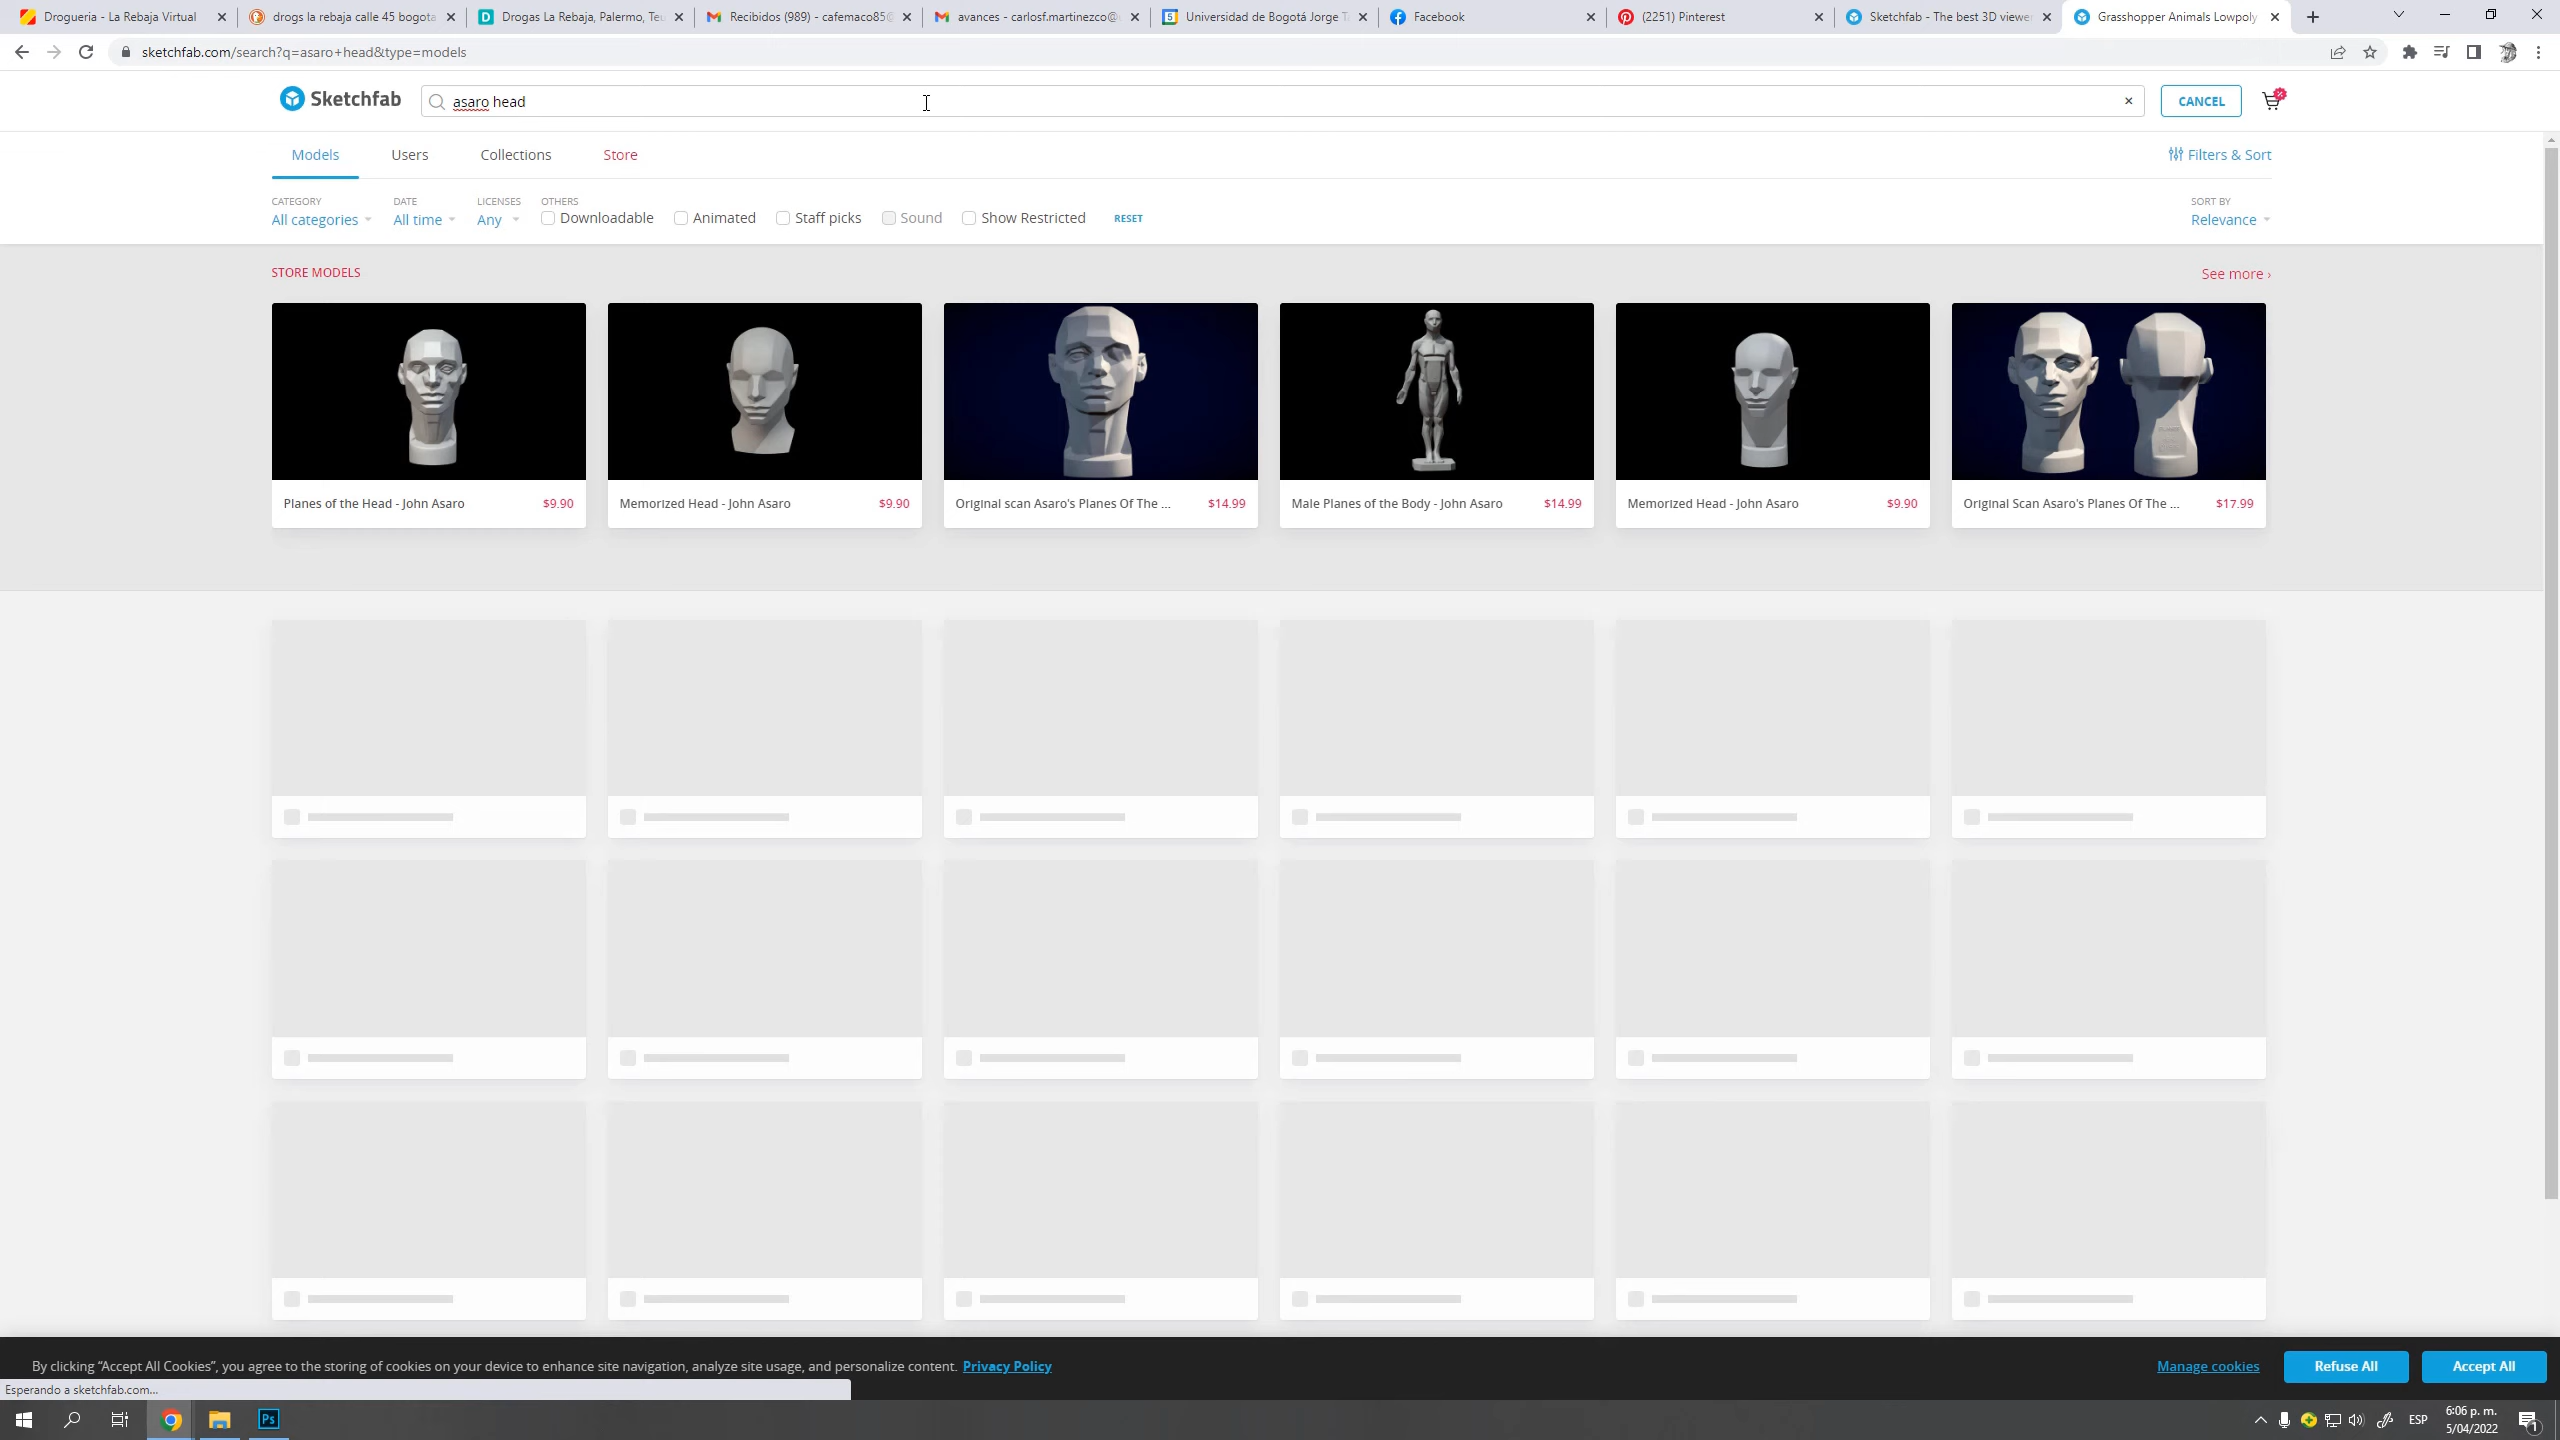 Drogueria - La Rebaja Virtual
drogs la rebaja calle 45 bogota
Drogas La Rebaja, Palermo, Teu
Recibidos (989) - cafemaco85@
avances - carlosf.martinezco@
Universidad de Bogotá Jorge T
Facebook
(2251) Pinterest
Sketchfab - The best 3D viewer
Grasshopper Animals Lowpoly
sketchfab.com/search?q=asaro+head&type=models
Sketchfab
asaro head
CANCEL
Models
Users
Collections
Store
Filters & Sort
CATEGORY
All categories
DATE
All time
LICENSES
Any
OTHERS
Downloadable
Animated
Staff picks
Sound
Show Restricted
RESET
SORT BY
Relevance
STORE MODELS
See more ›
Planes of the Head - John Asaro $9.90
Memorized Head - John Asaro $9.90
Original scan Asaro's Planes Of The ... $14.99
Male Planes of the Body - John Asaro $14.99
Memorized Head - John Asaro $9.90
Original Scan Asaro's Planes Of The ... $17.99
By clicking “Accept All Cookies”, you agree to the storing of cookies on your device to enhance site navigation, analyze site usage, and personalize content. Privacy Policy
Manage cookies
Refuse All
Accept All
Esperando a sketchfab.com...
Ps
ESP
6:06 p. m.
5/04/2022
1